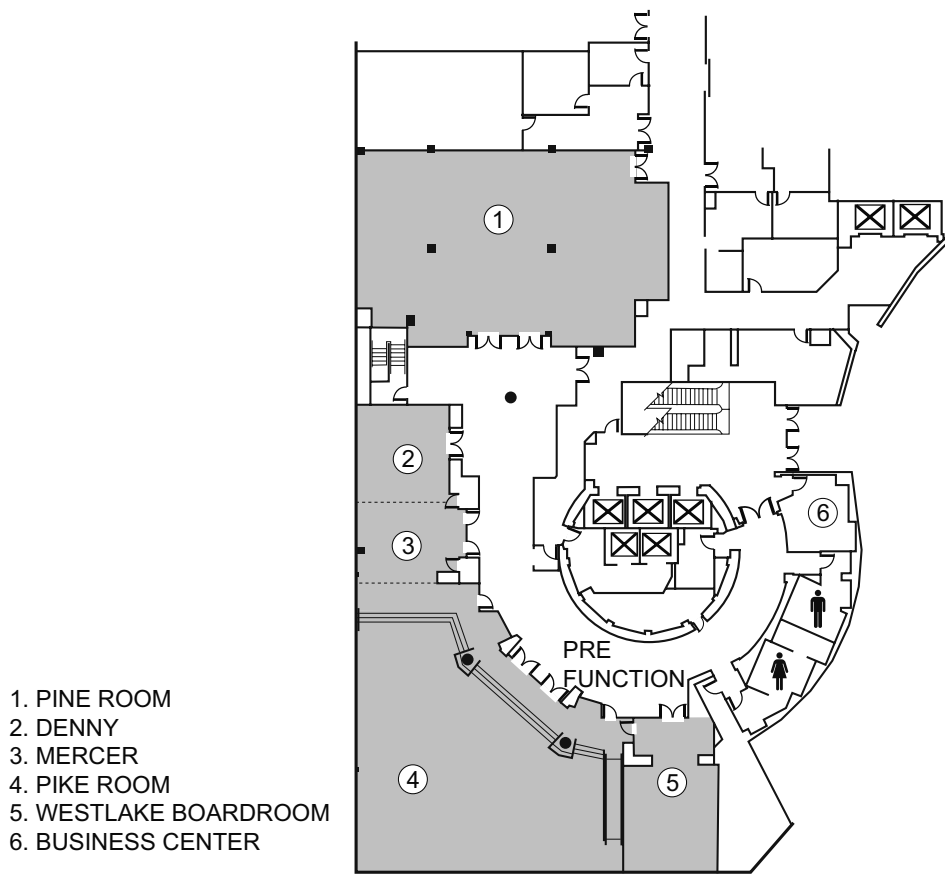 1
2
3
6
PRE
FUNCTION
4
5
1. PINE ROOM
2. DENNY
3. MERCER
4. PIKE ROOM
5. WESTLAKE BOARDROOM
6. BUSINESS CENTER